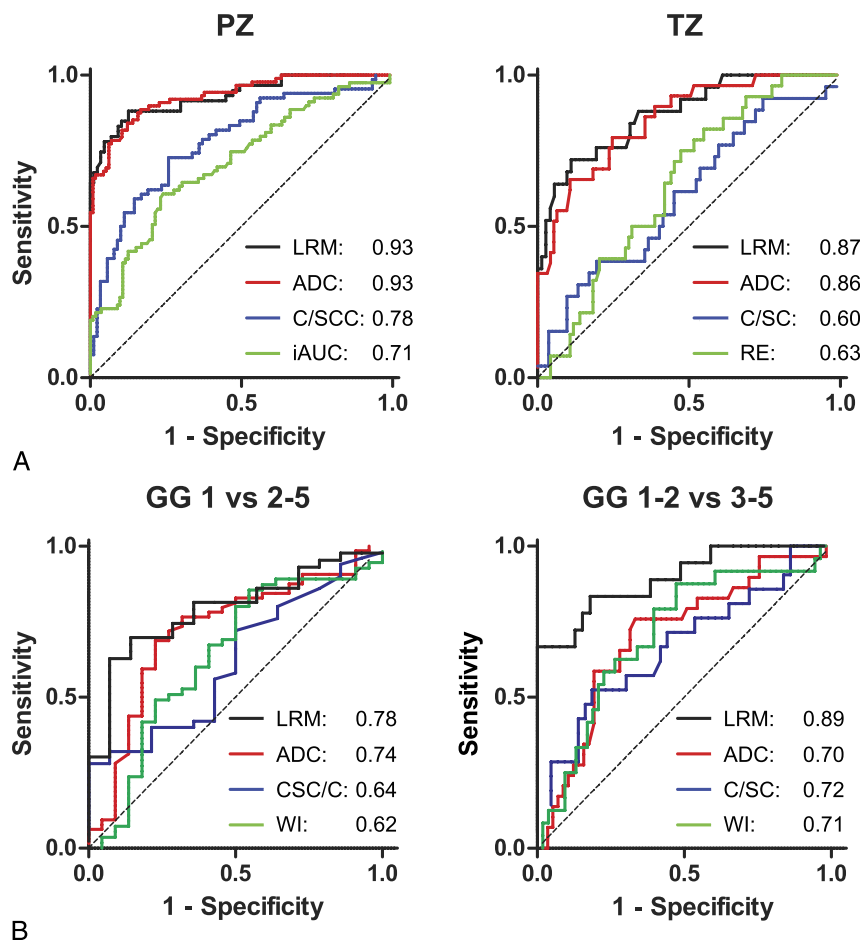 PZ
1.0
0.5
0.0
Sensitivity
LRM: 0.93
ADC: 0.93
C/SCC: 0.78
iAUC: 0.71
0.0 0.5 1.0
1 - Specificity
TZ
1.0
0.5
0.0
Sensitivity
LRM: 0.87
ADC: 0.86
C/SC: 0.60
RE: 0.63
0.0 0.5 1.0
1 - Specificity
A
GG 1 vs 2-5
1.0
0.5
0.0
Sensitivity
LRM: 0.78
ADC: 0.74
CSC/C: 0.64
WI: 0.62
0.0 0.5 1.0
1 - Specificity
GG 1-2 vs 3-5
1.0
0.5
0.0
Sensitivity
LRM: 0.89
ADC: 0.70
C/SC: 0.72
WI: 0.71
0.0 0.5 1.0
1 - Specificity
B